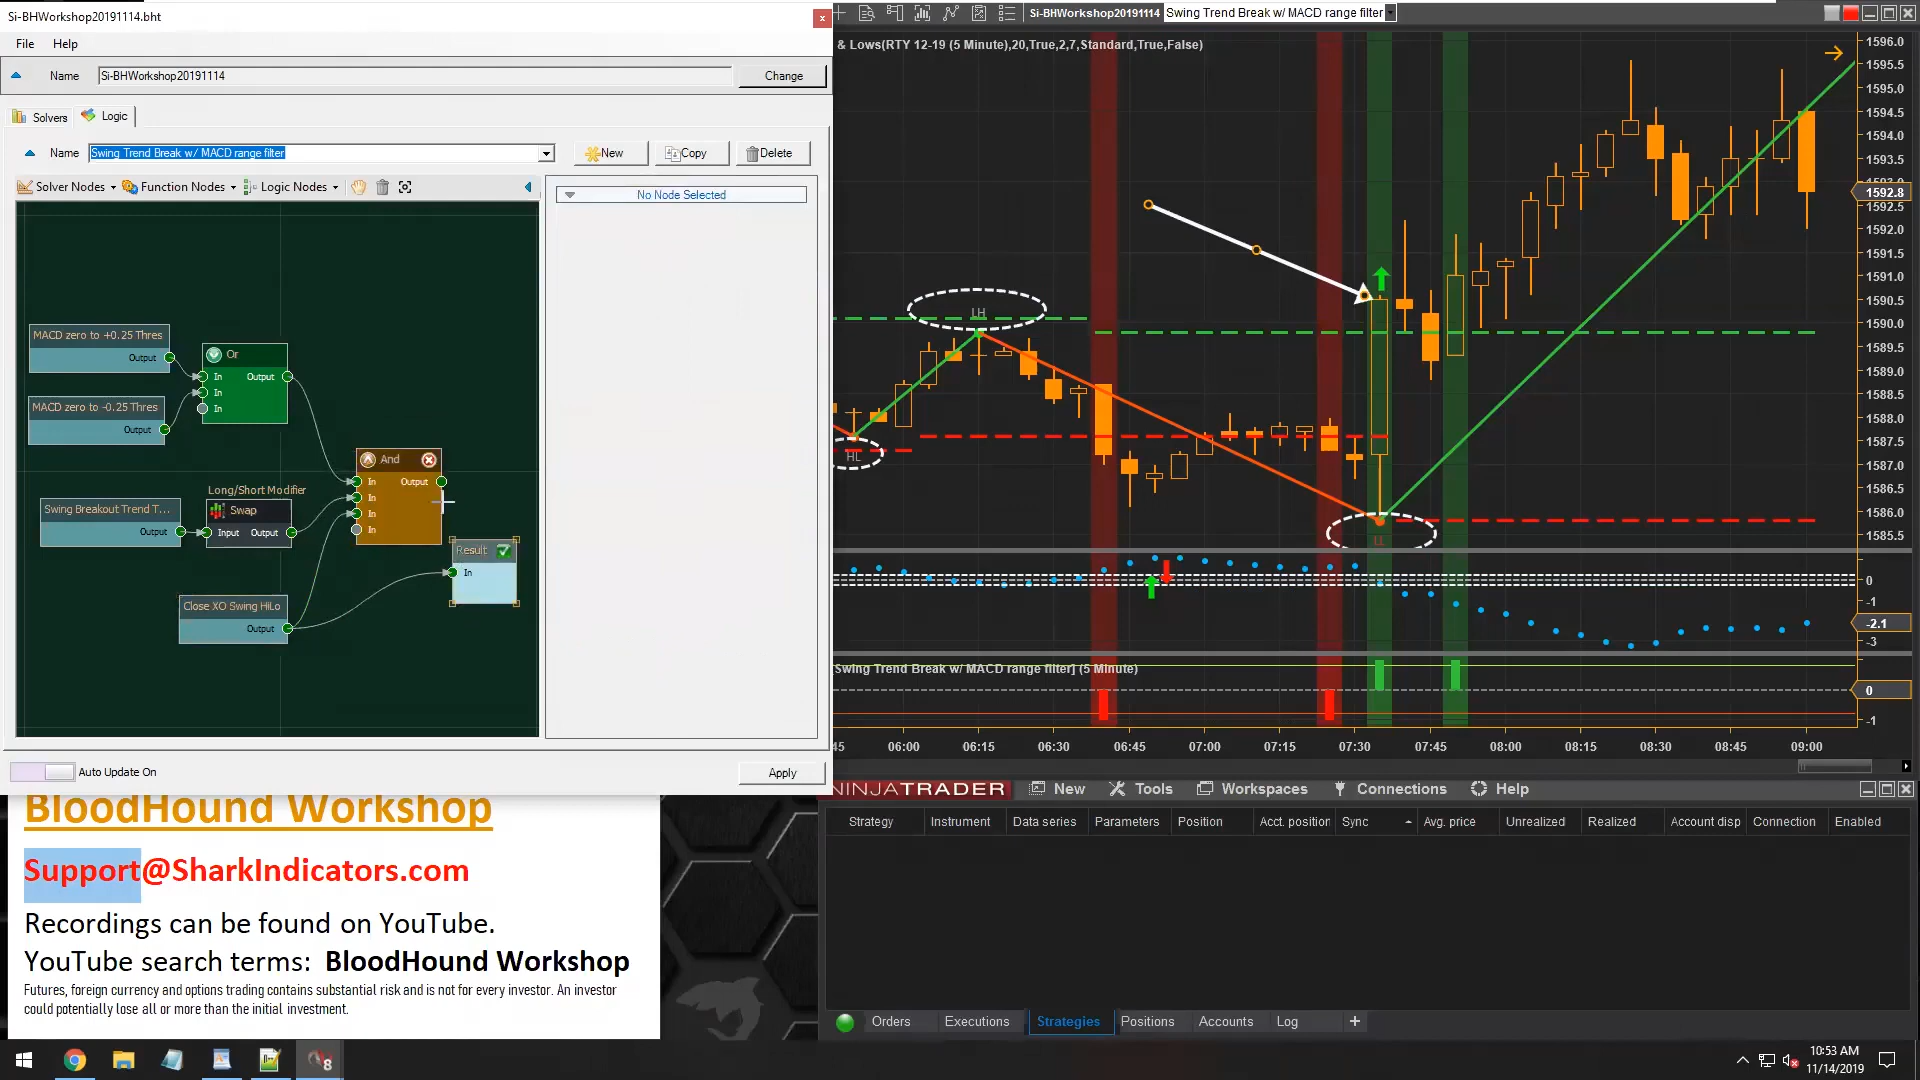 Si-BHWorkshop20191114.bht
x
File Help
Name Si-BHWorkshop20191114 Change
Solvers Logic
Name Swing Trend Break w/ MACD range filter New Copy Delete
Solver Nodes Function Nodes Logic Nodes
No Node Selected
MACD zero to +0.25 Thres
Output
MACD zero to -0.25 Thres
Output
Or
In Output
In
In
And
In Output
In
In
In
Long/Short Modifier
Swing Breakout Trend T...
Output
Swap
Input Output
Result
In
Close XO Swing HiLo
Output
Auto Update On
Apply
Si-BHWorkshop20191114 Swing Trend Break w/ MACD range filter
& Lows(RTY 12-19 (5 Minute),20,True,2,7,Standard,True,False)
LH
HL
LL
1596.0
1595.5
1595.0
1594.5
1594.0
1593.5
1593.0
1592.8
1592.5
1592.0
1591.5
1591.0
1590.5
1590.0
1589.5
1589.0
1588.5
1588.0
1587.5
1587.0
1586.5
1586.0
1585.5
0
-1
-2.1
-3
Swing Trend Break w/ MACD range filter] (5 Minute)
0
-1
45 06:00 06:15 06:30 06:45 07:00 07:15 07:30 07:45 08:00 08:15 08:30 08:45 09:00
NINJATRADER New Tools Workspaces Connections Help
Strategy Instrument Data series Parameters Position Acct. position Sync Avg. price Unrealized Realized Account disp Connection Enabled
Orders Executions Strategies Positions Accounts Log +
BloodHound Workshop
Support@SharkIndicators.com
Recordings can be found on YouTube.
YouTube search terms: BloodHound Workshop
Futures, foreign currency and options trading contains substantial risk and is not for every investor. An investor
could potentially lose all or more than the initial investment.
8
10:53 AM
11/14/2019